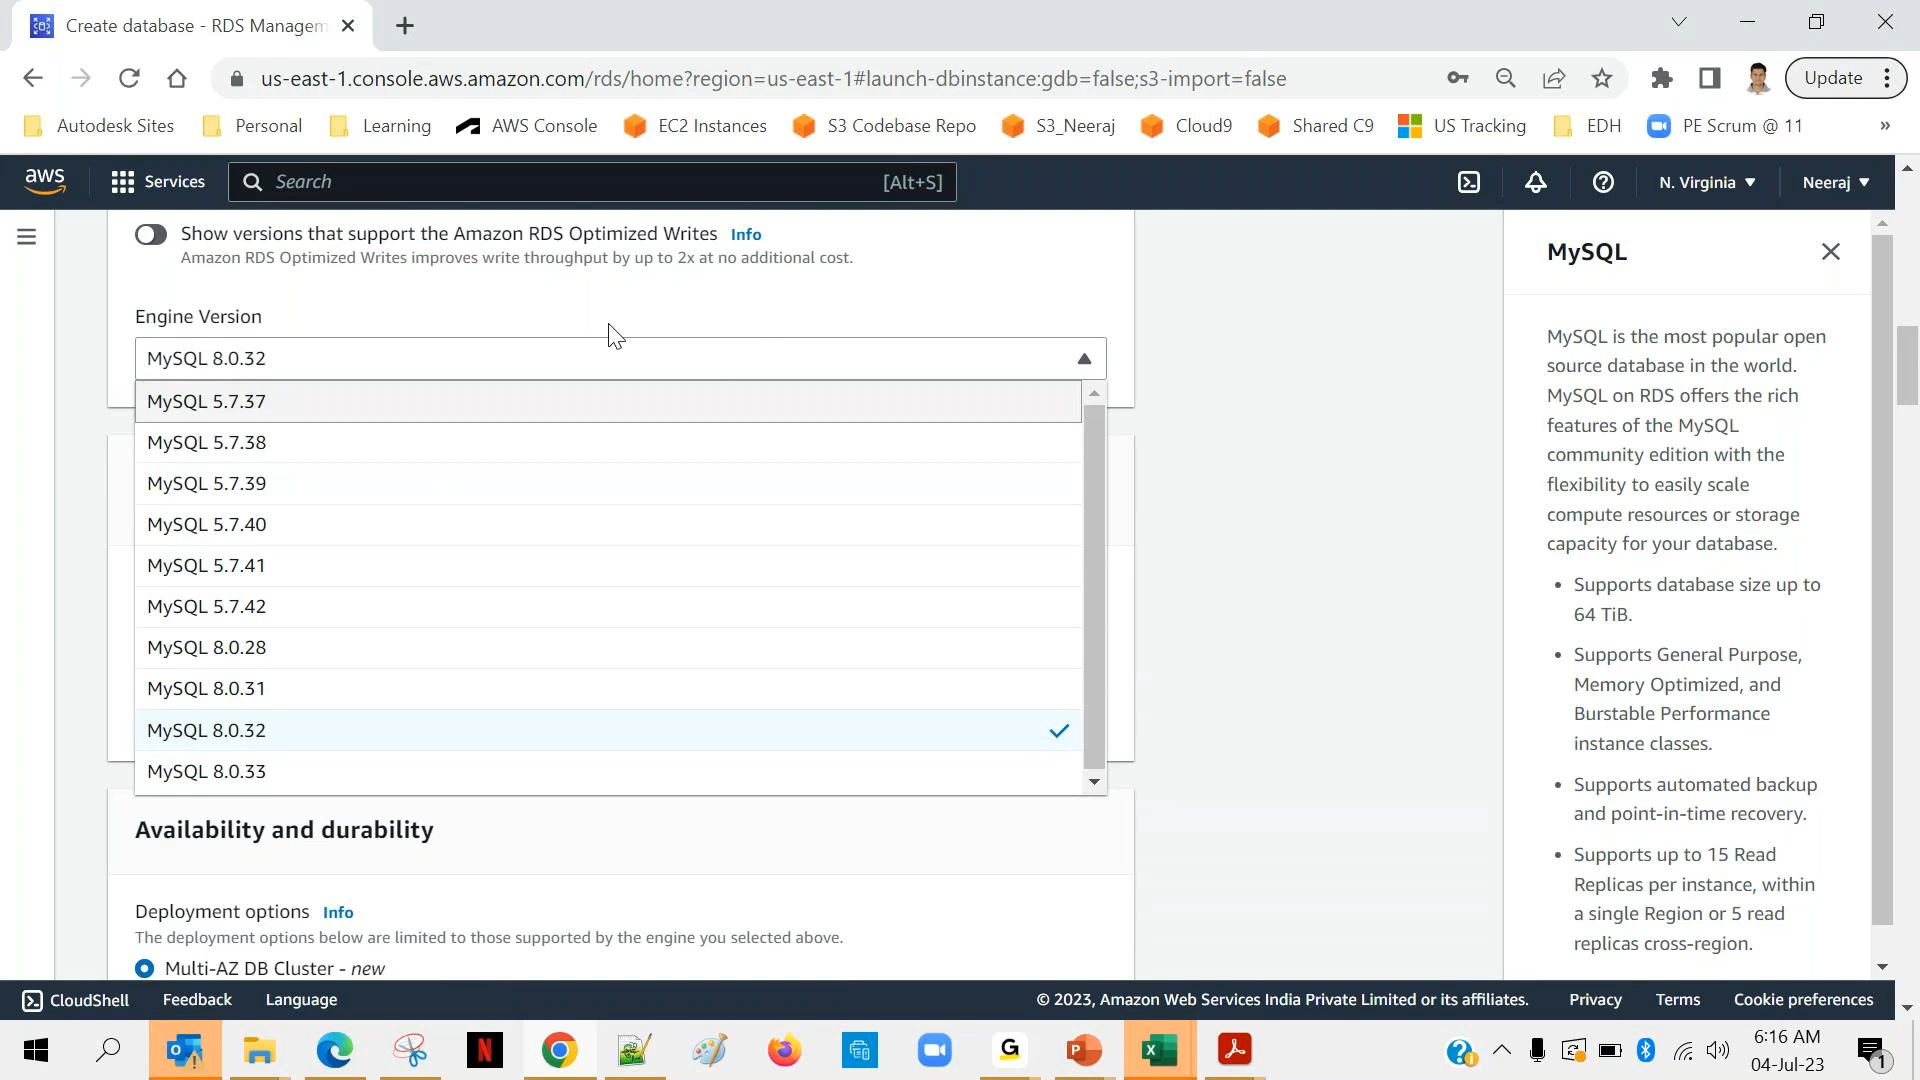 Create database - RDS Managem
us-east-1.console.aws.amazon.com/rds/home?region=us-east-1#launch-dbinstance:gdb=false;s3-import=false
Update
Autodesk Sites
Personal
Learning
AWS Console
EC2 Instances
S3 Codebase Repo
S3_Neeraj
Cloud9
Shared C9
US Tracking
EDH
PE Scrum @ 11
»
aws
Services
Search
[Alt+S]
N. Virginia
Neeraj
Show versions that support the Amazon RDS Optimized Writes Info
Amazon RDS Optimized Writes improves write throughput by up to 2x at no additional cost.
Engine Version
MySQL 8.0.32
MySQL 5.7.37
MySQL 5.7.38
MySQL 5.7.39
MySQL 5.7.40
MySQL 5.7.41
MySQL 5.7.42
MySQL 8.0.28
MySQL 8.0.31
MySQL 8.0.32
MySQL 8.0.33
Availability and durability
Deployment options Info
The deployment options below are limited to those supported by the engine you selected above.
Multi-AZ DB Cluster - new
MySQL
MySQL is the most popular open
source database in the world.
MySQL on RDS offers the rich
features of the MySQL
community edition with the
flexibility to easily scale
compute resources or storage
capacity for your database.
• Supports database size up to
64 TiB.
• Supports General Purpose,
Memory Optimized, and
Burstable Performance
instance classes.
• Supports automated backup
and point-in-time recovery.
• Supports up to 15 Read
Replicas per instance, within
a single Region or 5 read
replicas cross-region.
CloudShell
Feedback
Language
© 2023, Amazon Web Services India Private Limited or its affiliates.
Privacy
Terms
Cookie preferences
6:16 AM
04-Jul-23
1